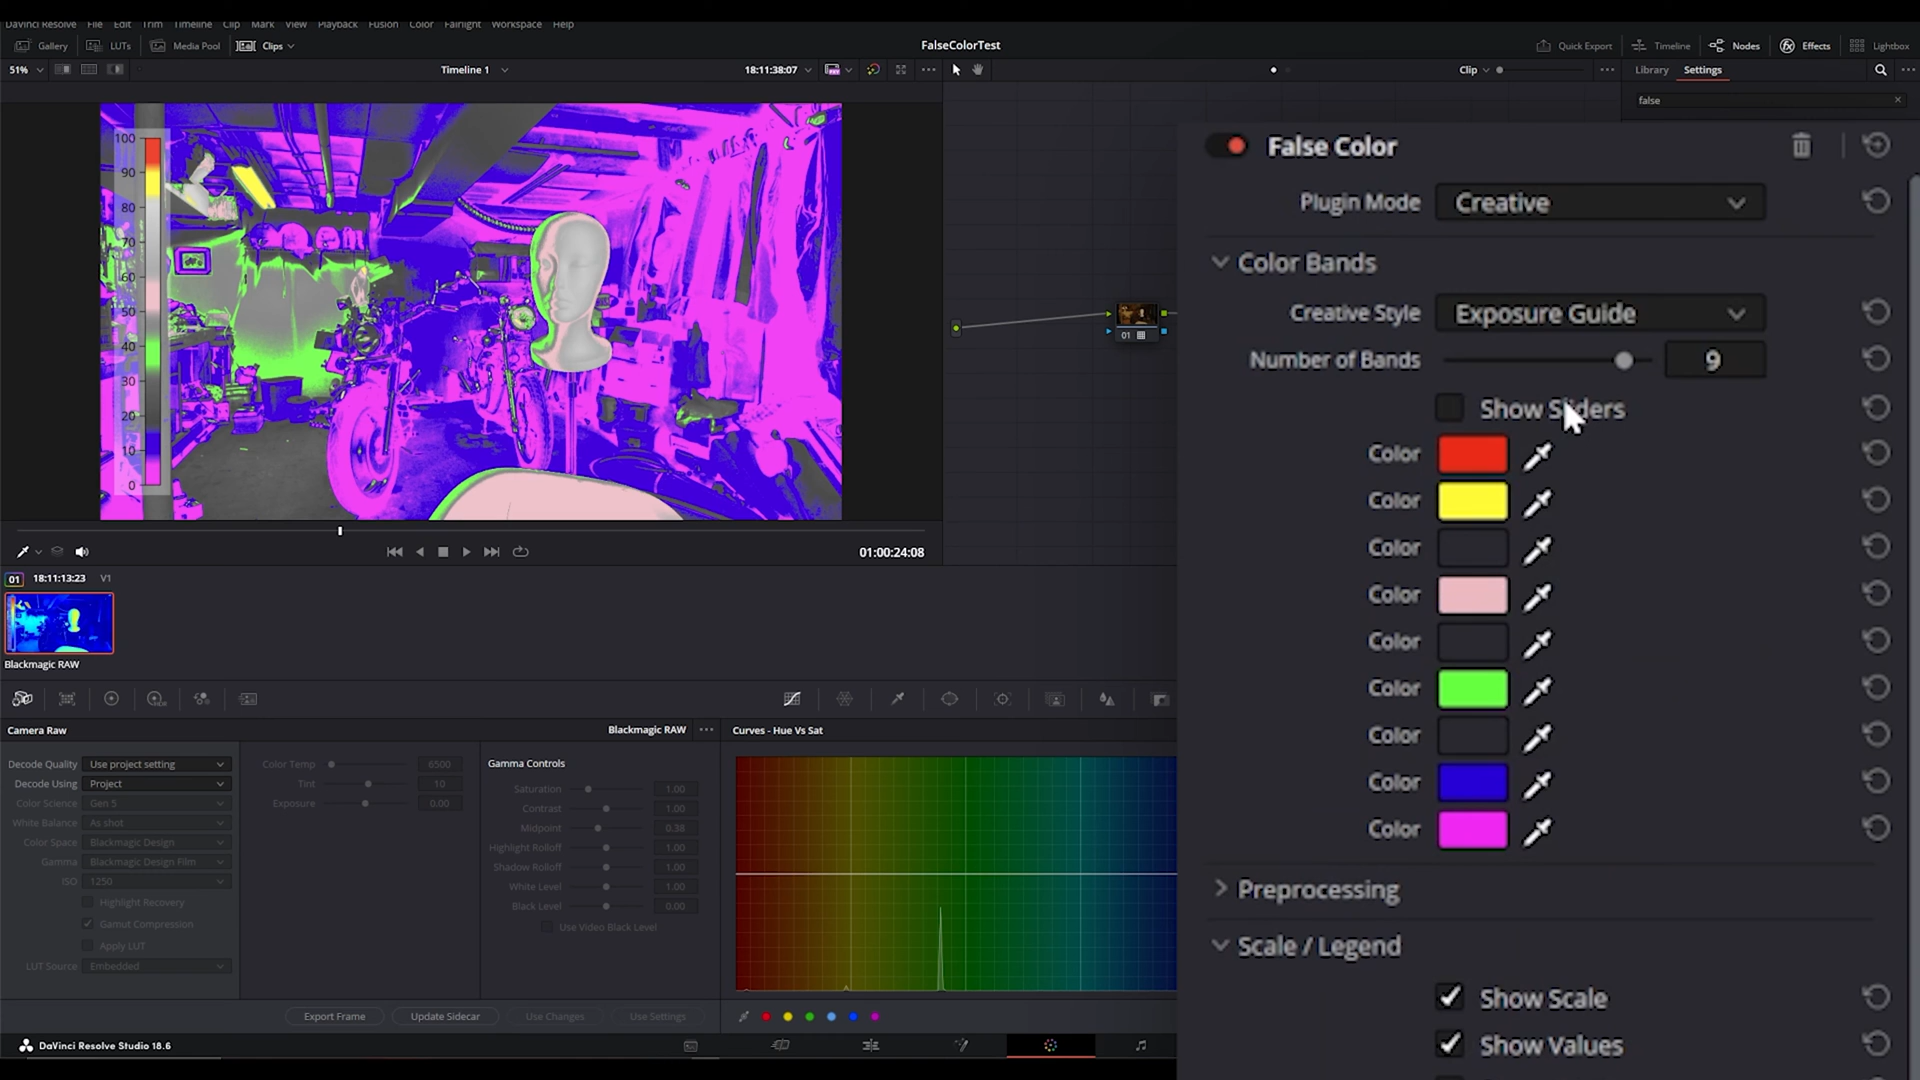 DaVinci Resolve File Edit Trim Timeline Clip Mark View Playback Fusion Color Fairlight Workspace Help
Gallery LUTs Media Pool Clips FalseColorTest Quick Export Timeline Nodes Effects Lightbox
51% Timeline 1 18:11:38:07 Clip Library Settings
false
100
90
80
70
60
50
40
30
20
10
0
01
01:00:24:08
01 18:11:13:23 V1
Blackmagic RAW
False Color
Plugin Mode Creative
Color Bands
Creative Style Exposure Guide
Number of Bands 9
Show Sliders
Color
Color
Color
Color
Color
Color
Color
Color
Color
Preprocessing
Scale / Legend
Show Scale
Show Values
Camera Raw Blackmagic RAW
Decode Quality Use project setting
Decode Using Project
Color Science Gen 5
White Balance As shot
Color Space Blackmagic Design
Gamma Blackmagic Design Film
ISO 1250
Highlight Recovery
Gamut Compression
Apply LUT
LUT Source Embedded
Color Temp 6500
Tint 10
Exposure 0.00
Gamma Controls
Saturation 1.00
Contrast 1.00
Midpoint 0.38
Highlight Rolloff 1.00
Shadow Rolloff 1.00
White Level 1.00
Black Level 0.00
Use Video Black Level
Export Frame Update Sidecar Use Changes Use Settings
Curves - Hue Vs Sat
DaVinci Resolve Studio 18.6